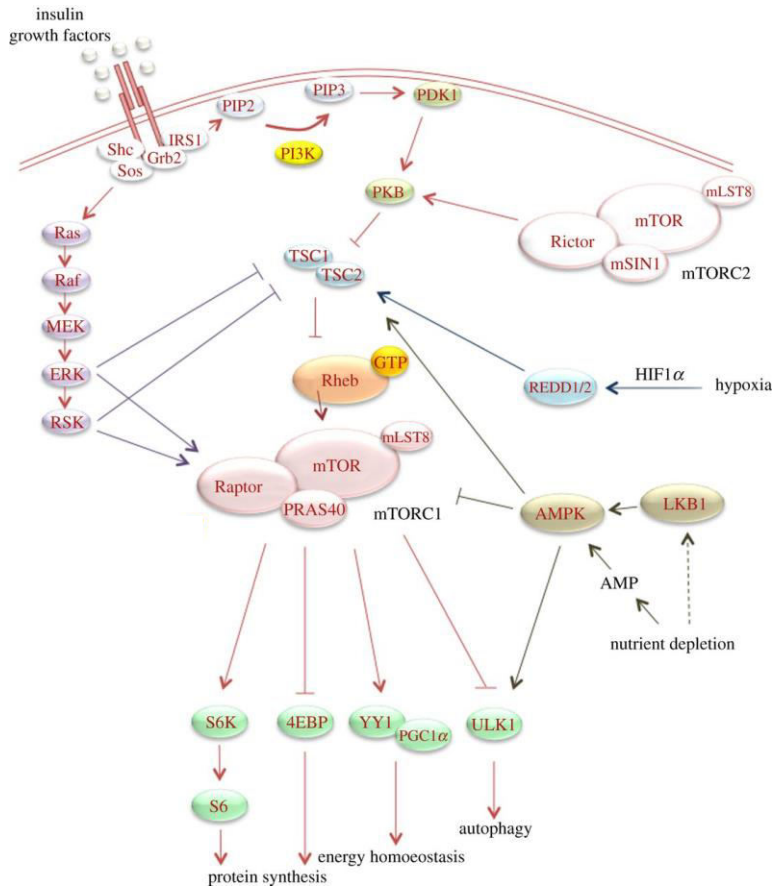 insulin
growth factors
PIP2
PIP3
PDK1
Shc
Grb2
IRS1
Sos
PI3K
PKB
mLST8
mTOR
Rictor
mSIN1
mTORC2
Ras
Raf
MEK
ERK
RSK
TSC1
TSC2
GTP
Rheb
REDD1/2
HIF1α
hypoxia
mLST8
mTOR
Raptor
PRAS40
mTORC1
AMPK
LKB1
AMP
nutrient depletion
S6K
4EBP
YY1
PGC1α
ULK1
S6
autophagy
energy homoeostasis
protein synthesis